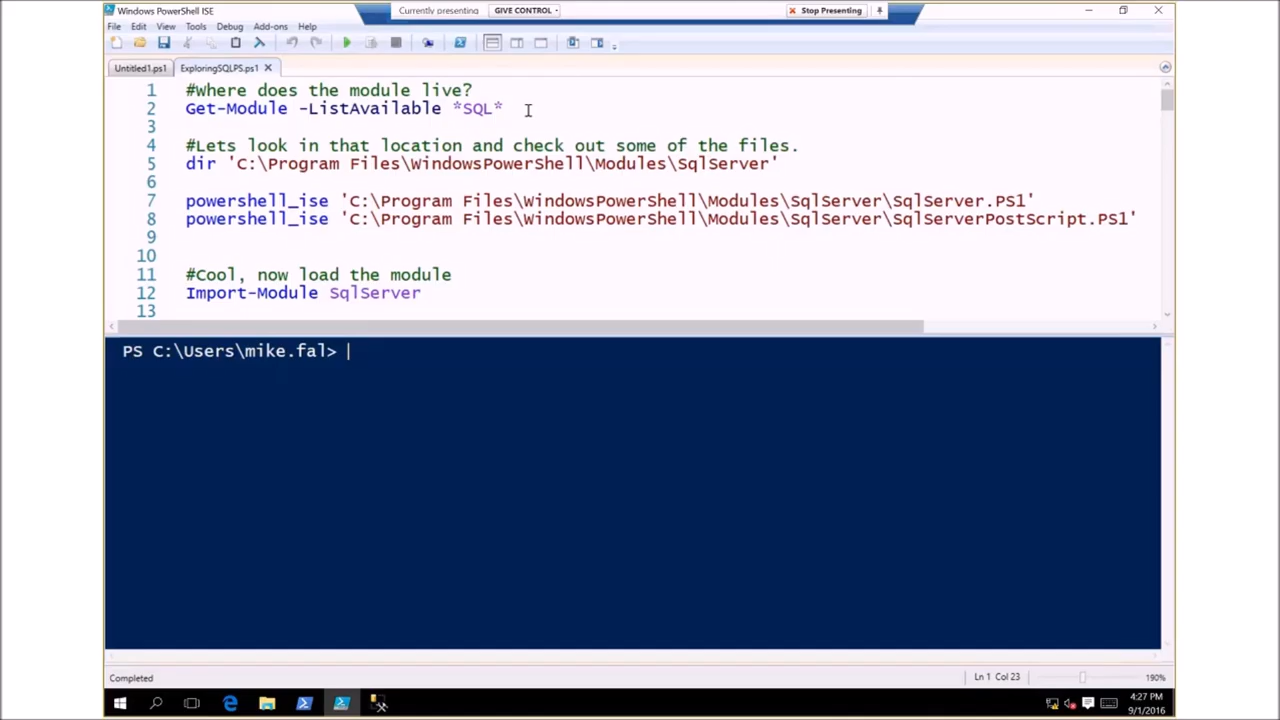 Windows PowerShell ISE
Currently presenting GIVE CONTROL Stop Presenting
File Edit View Tools Debug Add-ons Help
Untitled1.ps1 ExploringSQLPS.ps1
1 #Where does the module live?
2 Get-Module -ListAvailable *SQL*
3
4 #Lets look in that location and check out some of the files.
5 dir 'C:\Program Files\WindowsPowerShell\Modules\SqlServer'
6
7 powershell_ise 'C:\Program Files\WindowsPowerShell\Modules\SqlServer\SqlServer.PS1'
8 powershell_ise 'C:\Program Files\WindowsPowerShell\Modules\SqlServer\SqlServerPostScript.PS1'
9
10
11 #Cool, now load the module
12 Import-Module SqlServer
13
PS C:\Users\mike.fal>
Completed Ln 1 Col 23 190%
4:27 PM
9/1/2016